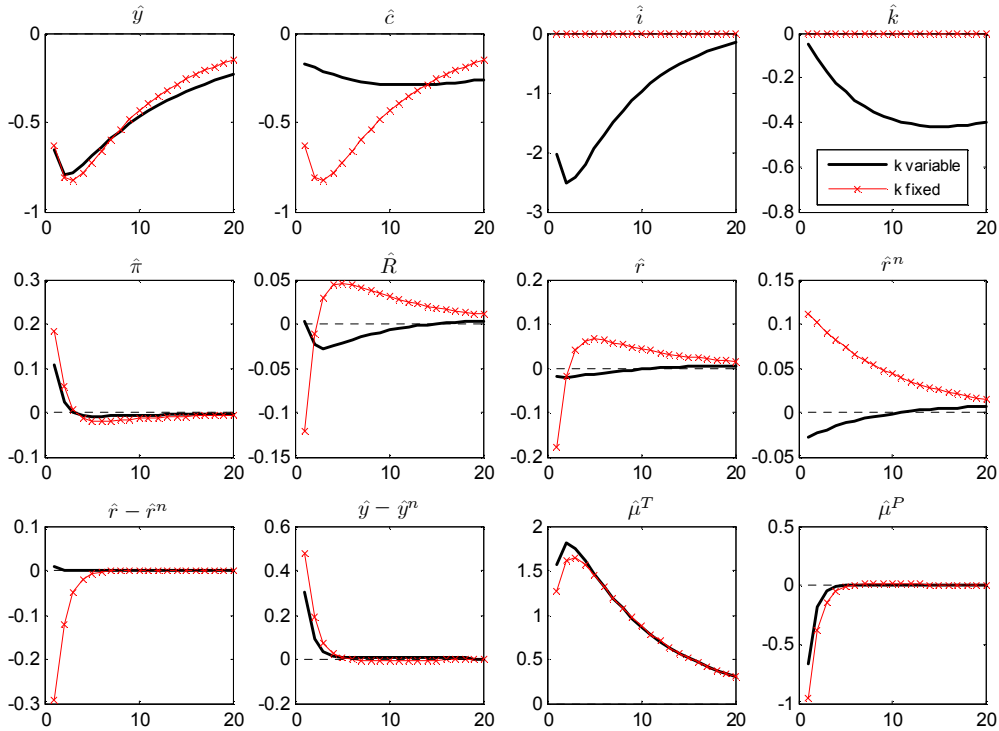 ŷ ĉ î k̂
0 0 0 0
-0.5 -0.5 -1 -0.2
-1 -1 -2 -0.4
-3 -0.6
-0.8
k variable
k fixed
0 10 20 0 10 20 0 10 20 0 10 20
π̂ R̂ r̂ r̂ⁿ
0.3 0.05 0.2 0.15
0.2 0 0.1 0.1
0.1 -0.05 0 0.05
0 -0.1 -0.1 0
-0.1 -0.15 -0.2 0.05
0 10 20 0 10 20 0 10 20 0 10 20
r̂ − r̂ⁿ ŷ − ŷⁿ μ̂ᵀ μ̂ᴾ
0.1 0.6 2 0.5
0 0.4 1.5 0
-0.1 0.2 1 -0.5
-0.2 0 0.5 -1
-0.3 0.2 0
0 10 20 0 10 20 0 10 20 0 10 20